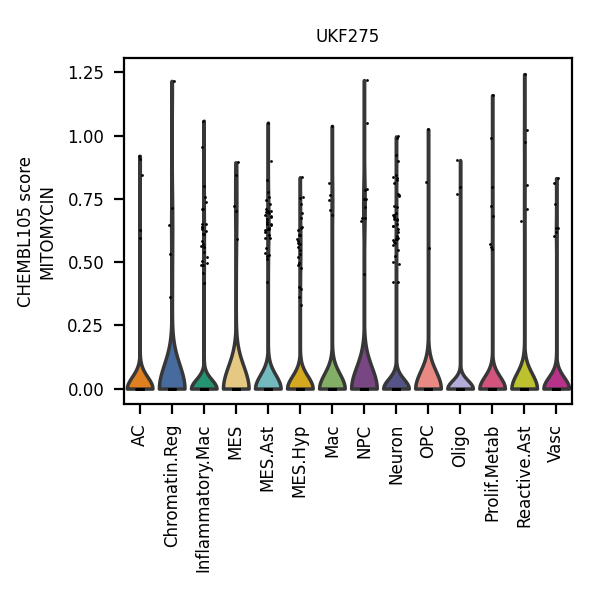 UKF275
CHEMBL105 score
MITOMYCIN
1.25
1.00
0.75
0.50
0.25
0.00
AC
Chromatin.Reg
Inflammatory.Mac
MES
MES.Ast
MES.Hyp
Mac
NPC
Neuron
OPC
Oligo
Prolif.Metab
Reactive.Ast
Vasc